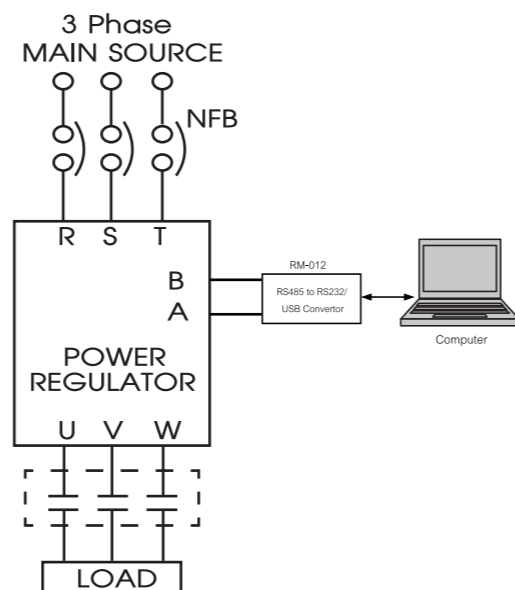 3 Phase
MAIN SOURCE
NFB
R S T
B
A
RM-012
RS485 to RS232/
USB Convertor
Computer
POWER
REGULATOR
U V W
LOAD